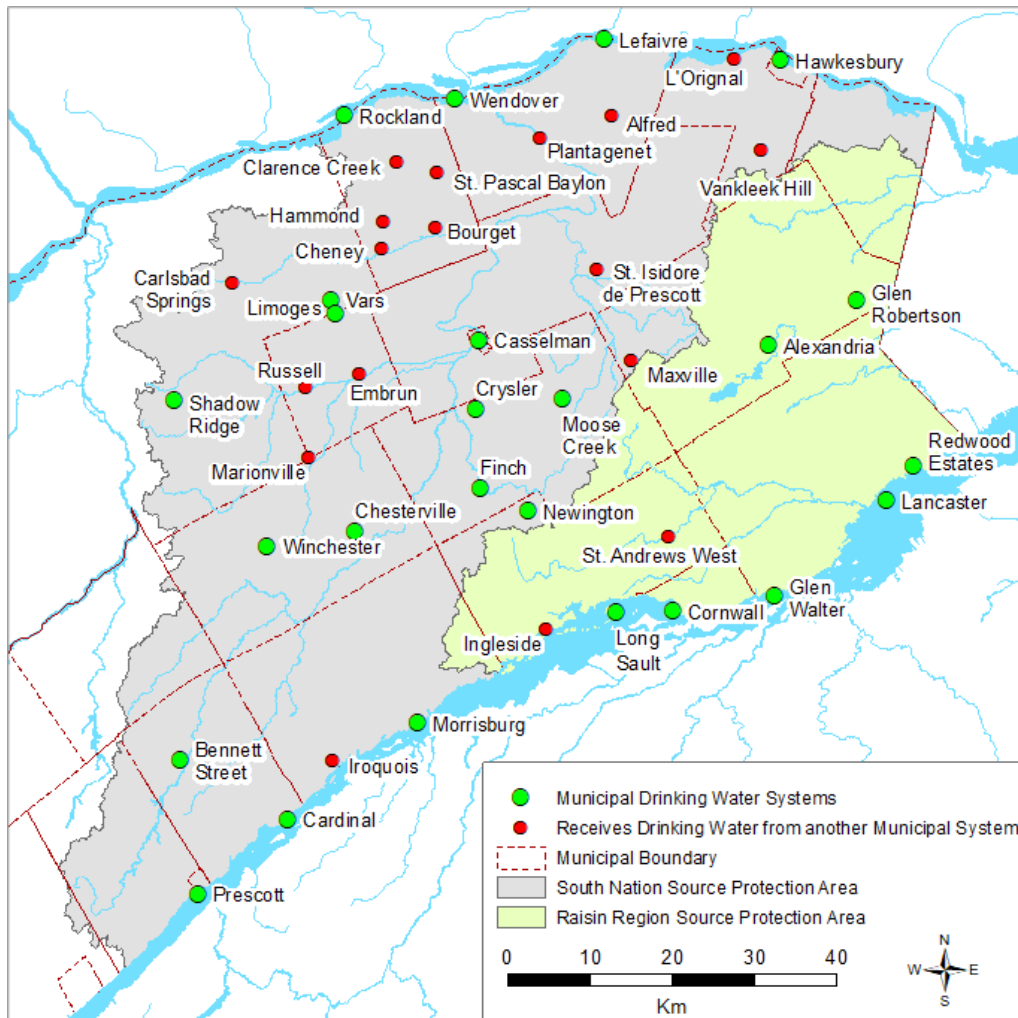 Lefaivre
L'Orignal
Hawkesbury
Wendover
Rockland
Alfred
Plantagenet
Clarence Creek
St. Pascal Baylon
Vankleek Hill
Hammond
Bourget
Cheney
Carlsbad
Springs
St. Isidore
de Prescott
Vars
Limoges
Glen
Robertson
Casselman
Alexandria
Russell
Embrun
Maxville
Crysler
Shadow
Ridge
Moose
Creek
Marionville
Finch
Redwood
Estates
Lancaster
Chesterville
Newington
Winchester
St. Andrews West
Glen
Walter
Cornwall
Ingleside
Long
Sault
Morrisburg
Bennett
Street
Iroquois
Cardinal
Prescott
Municipal Drinking Water Systems
Receives Drinking Water from another Municipal System
Municipal Boundary
South Nation Source Protection Area
Raisin Region Source Protection Area
0 10 20 30 40
Km
N
W E
S